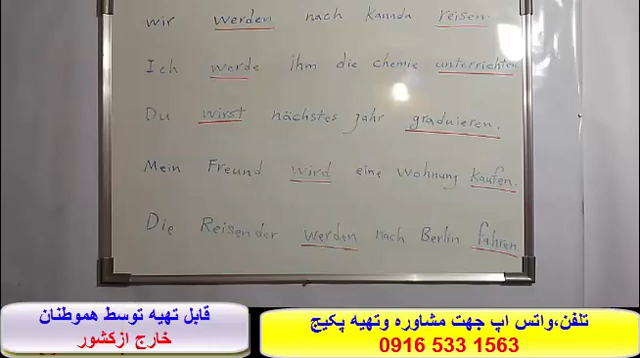 wir werden nach Kannda reisen.
Ich werde ihm die chemie unterrichten
Du wirst nächstes jahr graduieren.
Mein Freund wird eine wohnung kaufen.
Die Reisender werden nach Berlin fahren
قابل تهیه توسط هموطنان
خارج ازکشور
تلفن،واتس اپ جهت مشاوره وتهیه پکیج
0916 533 1563